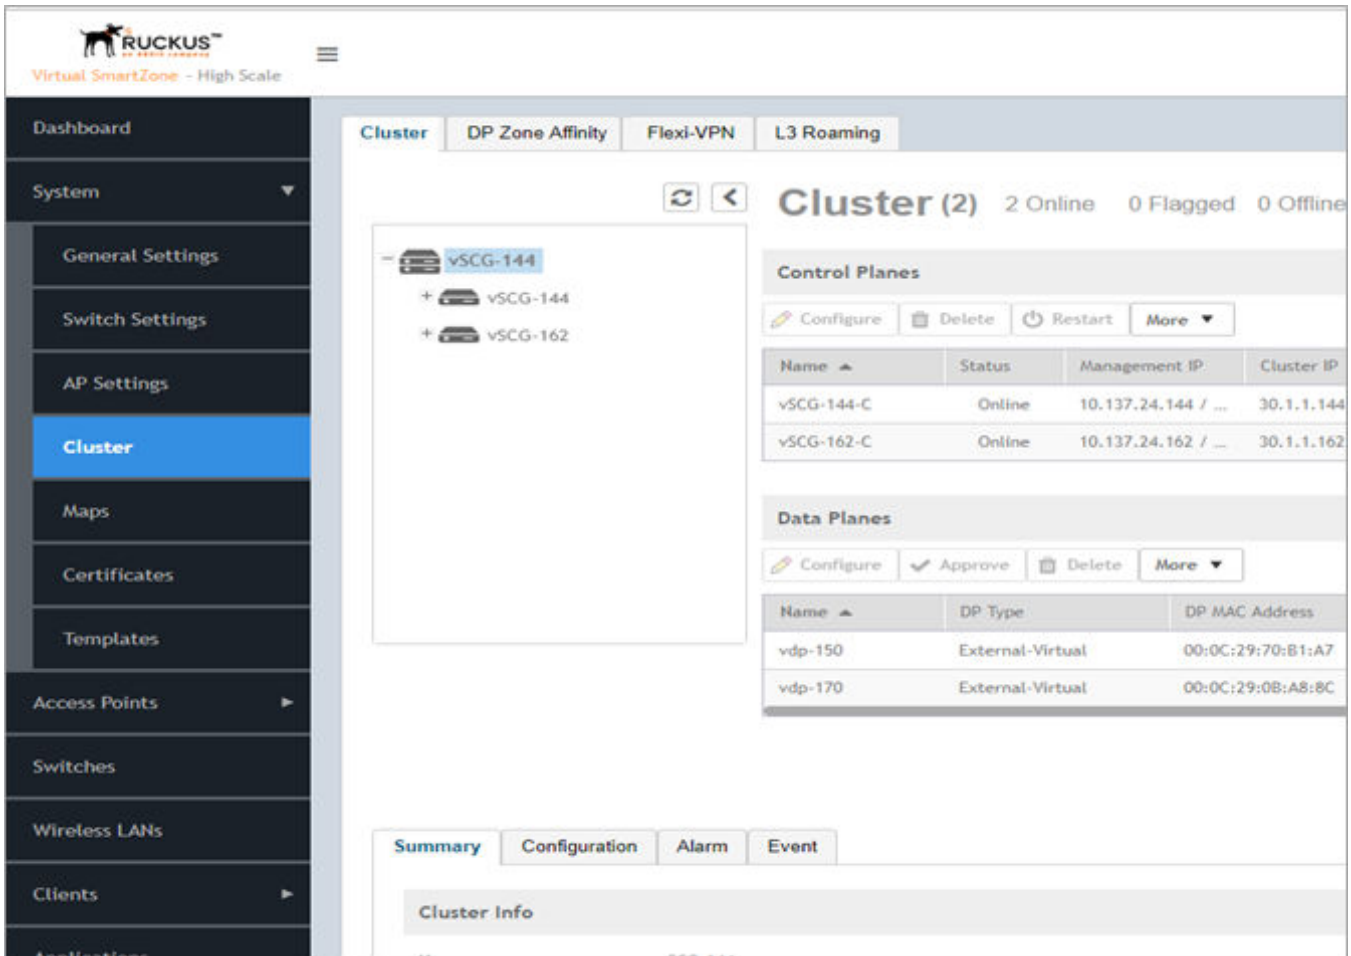 RUCKUS™
Virtual SmartZone - High Scale
Dashboard
System
General Settings
Switch Settings
AP Settings
Cluster
Maps
Certificates
Templates
Access Points
Switches
Wireless LANs
Clients
Cluster DP Zone Affinity Flexi-VPN L3 Roaming
vSCG-144
vSCG-144
vSCG-162
Cluster (2) 2 Online 0 Flagged 0 Offline
Control Planes
Configure Delete Restart More
Name Status Management IP Cluster IP
vSCG-144-C Online 10.137.24.144 / ... 30.1.1.144
vSCG-162-C Online 10.137.24.162 / ... 30.1.1.162
Data Planes
Configure Approve Delete More
Name DP Type DP MAC Address
vdp-150 External-Virtual 00:0C:29:70:B1:A7
vdp-170 External-Virtual 00:0C:29:0B:A8:8C
Summary Configuration Alarm Event
Cluster Info